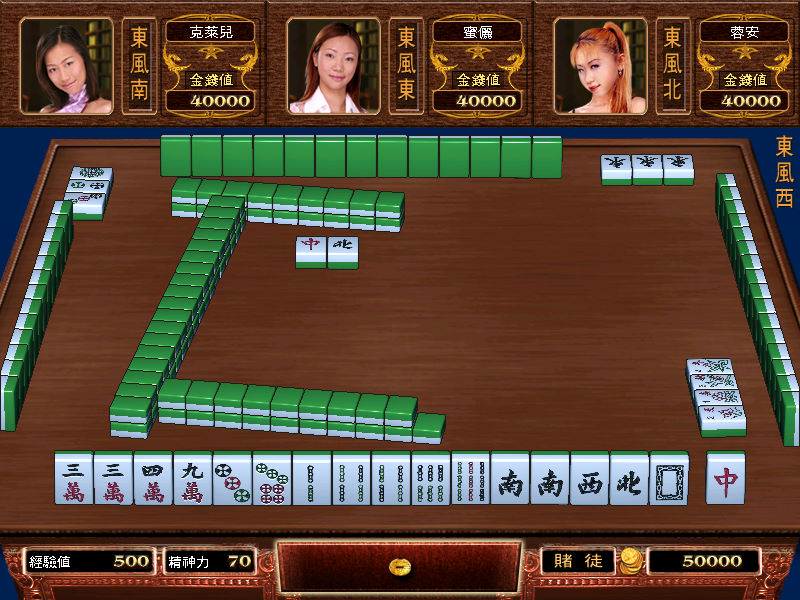 東風南
克萊兒
金錢值
40000
東風東
蜜儷
金錢值
40000
東風北
蓉安
金錢值
40000
東風西
中 北
三萬 三萬 四萬 九萬 南 南 西 北 中
經驗值 500 精神力 70 賭徒 50000